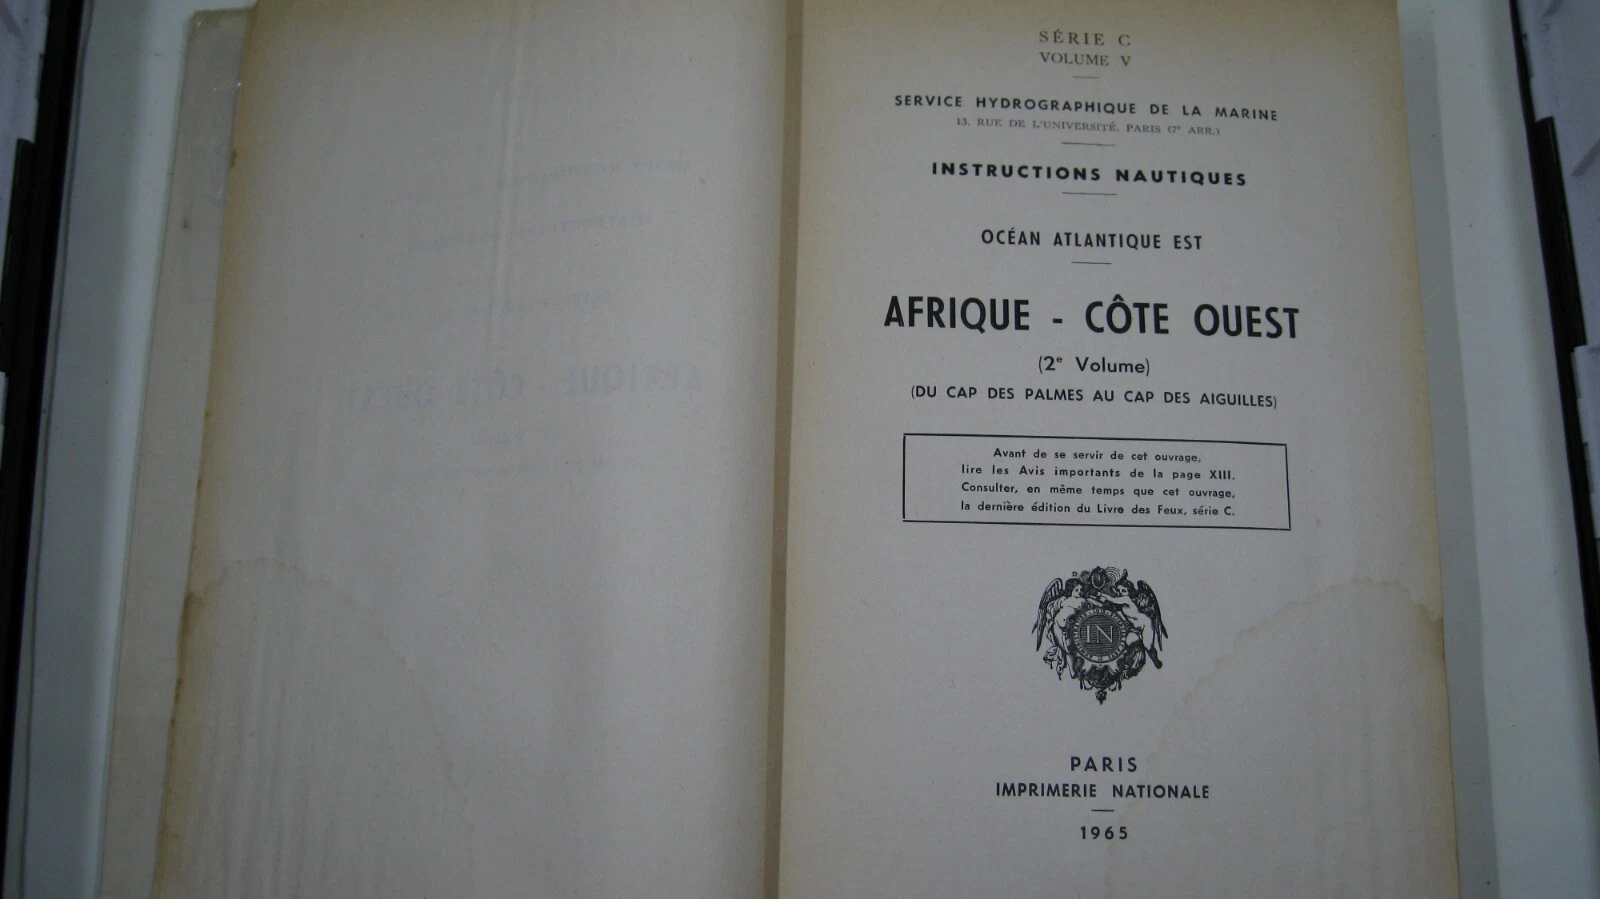 SÉRIE C
VOLUME V
SERVICE HYDROGRAPHIQUE DE LA MARINE
13, RUE DE L'UNIVERSITÉ. PARIS (7e ARR.)
INSTRUCTIONS NAUTIQUES
OCÉAN ATLANTIQUE EST
AFRIQUE - CÔTE OUEST
(2e Volume)
(DU CAP DES PALMES AU CAP DES AIGUILLES)
Avant de se servir de cet ouvrage,
lire les Avis importants de la page XIII.
Consulter, en même temps que cet ouvrage,
la dernière édition du Livre des Feux, série C.
IN
PARIS
IMPRIMERIE NATIONALE
1965